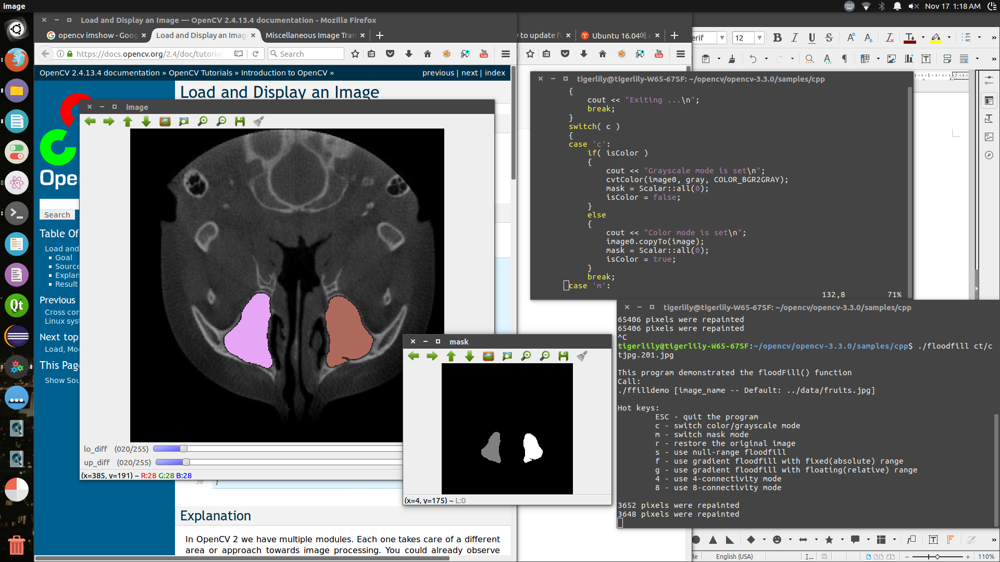 image
Nov 17 1:18 AM
Load and Display an Image — OpenCV 2.4.13.4 documentation - Mozilla Firefox
opencv imshow - Goog
Load and Display an Imag
Miscellaneous Image Tran
https://docs.opencv.org/2.4/doc/tutorial
Search
OpenCV 2.4.13.4 documentation » OpenCV Tutorials » Introduction to OpenCV »
previous | next | index
Load and Display an Image
Ope
Search
Table Of
Load and
Goal
Source
Explan
Result
Previous
Cross con
Linux syst
Next top
Load, Mod
This Pag
Show Sou
30 }
Explanation
In OpenCV 2 we have multiple modules. Each one takes care of a different
area or approach towards image processing. You could already observe
image
lo_diff (020/255)
up_diff (020/255)
(x=385, y=191) ~ R:28 G:28 B:28
mask
(x=4, y=175) ~ L:0
to update fi
Ubuntu 16.04에
You Tube
Qt
erif
12
tigerlily@tigerlily-W65-67SF: ~/opencv/opencv-3.3.0/samples/cpp
{
cout << "Exiting ...\n";
break;
}
switch( c )
{
case 'c':
if( isColor )
{
cout << "Grayscale mode is set\n";
cvtColor(image0, gray, COLOR_BGR2GRAY);
mask = Scalar::all(0);
isColor = false;
}
else
{
cout << "Color mode is set\n";
image0.copyTo(image);
mask = Scalar::all(0);
isColor = true;
}
break;
case 'm':
132,8 71%
tigerlily@tigerlily-W65-67SF: ~/opencv/opencv-3.3.0/samples/cpp
65406 pixels were repainted
65406 pixels were repainted
^C
tigerlily@tigerlily-W65-67SF:~/opencv/opencv-3.3.0/samples/cpp$ ./floodfill ct/c
tjpg.201.jpg
This program demonstrated the floodFill() function
Call:
./ffilldemo [image_name -- Default: ../data/fruits.jpg]
Hot keys:
ESC - quit the program
c - switch color/grayscale mode
m - switch mask mode
r - restore the original image
s - use null-range floodfill
f - use gradient floodfill with fixed(absolute) range
g - use gradient floodfill with floating(relative) range
4 - use 4-connectivity mode
8 - use 8-connectivity mode
3652 pixels were repainted
3648 pixels were repainted
English (USA)
110%